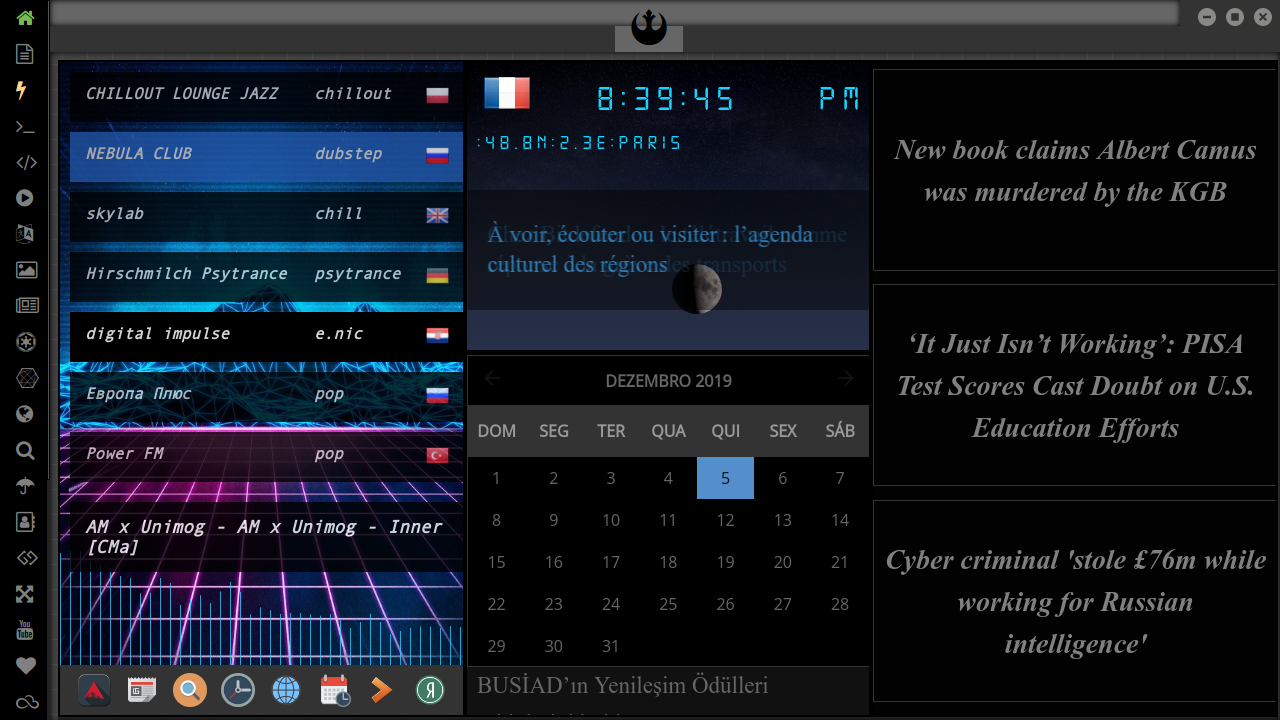 CHILLOUT LOUNGE JAZZ chillout
NEBULA CLUB dubstep
skylab chill
Hirschmilch Psytrance psytrance
digital impulse e.nic
Европа Плюс pop
Power FM pop
AM x Unimog - AM x Unimog - Inner
[CMa]
8:39:45 PM
:48.8N:2.3E:PARIS
À voir, écouter ou visiter : l’agenda
culturel des régions
DEZEMBRO 2019
DOM SEG TER QUA QUI SEX SÁB
1 2 3 4 5 6 7
8 9 10 11 12 13 14
15 16 17 18 19 20 21
22 23 24 25 26 27 28
29 30 31
BUSİAD’ın Yenileşim Ödülleri
New book claims Albert Camus
was murdered by the KGB
‘It Just Isn’t Working’: PISA
Test Scores Cast Doubt on U.S.
Education Efforts
Cyber criminal 'stole £76m while
working for Russian
intelligence'
You
Tube
Я